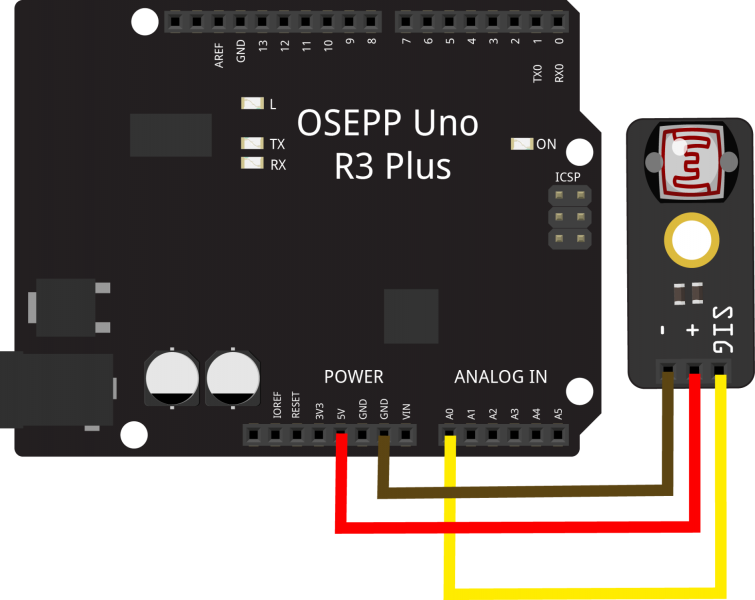 AREF
GND
13
12
11
10
9
8
7
6
5
4
3
2
1
0
TX0
RX0
L
TX
RX
OSEPP Uno
R3 Plus
ON
ICSP
-
+
SIG
POWER
ANALOG IN
IOREF
RESET
3V3
5V
GND
GND
VIN
A0
A1
A2
A3
A4
A5